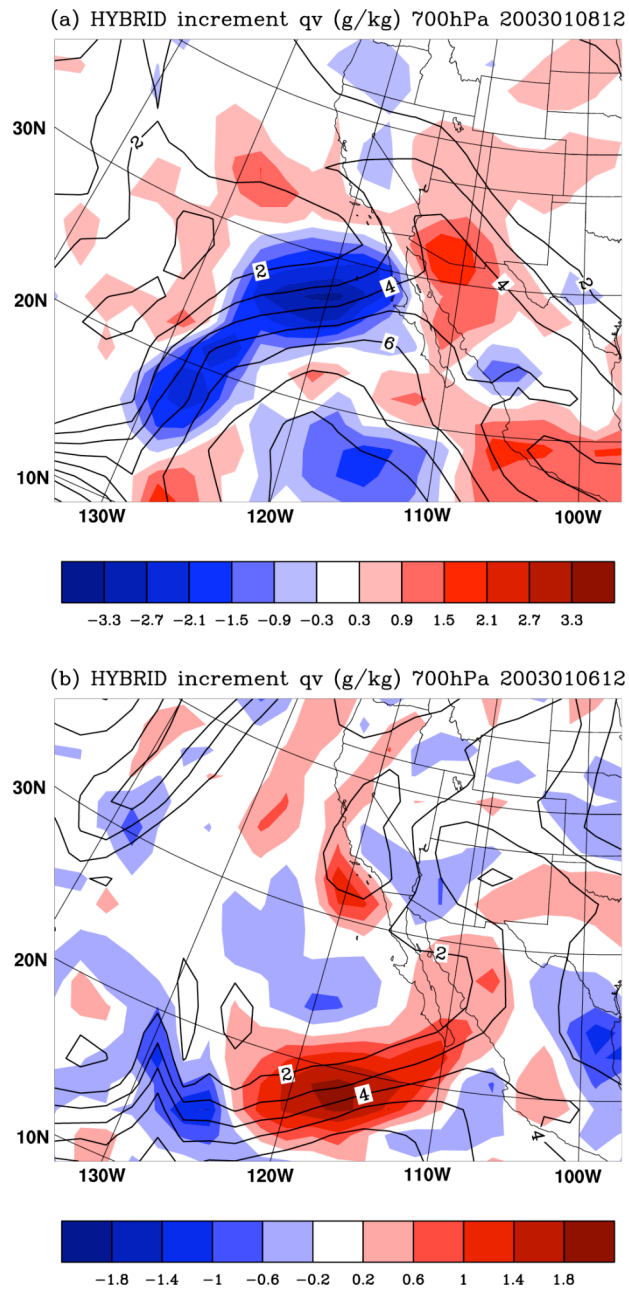 (a) HYBRID increment qv (g/kg) 700hPa 2003010812
30N
20N
10N
2
2
4
6
4
2
130W 120W 110W 100W
−3.3 −2.7 −2.1 −1.5 −0.9 −0.3 0.3 0.9 1.5 2.1 2.7 3.3
(b) HYBRID increment qv (g/kg) 700hPa 2003010612
30N
20N
10N
2
2
4
4
130W 120W 110W 100W
−1.8 −1.4 −1 −0.6 −0.2 0.2 0.6 1 1.4 1.8